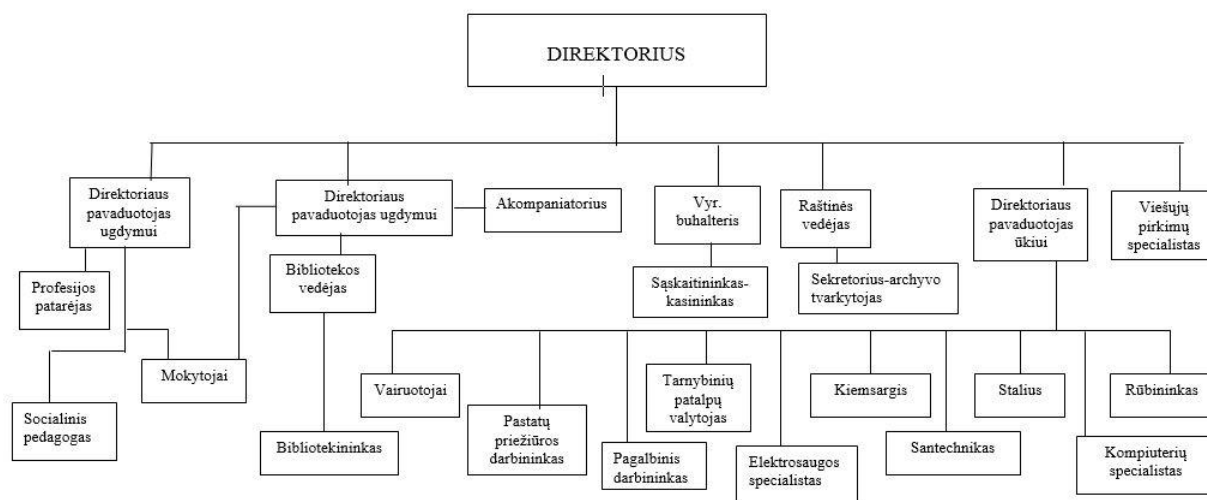 DIREKTORIUS
Direktoriaus
pavaduotojas
ugdymui
Direktoriaus
pavaduotojas ugdymui
Akompaniatorius
Vyr.
buhalteris
Raštinės
vedėjas
Direktoriaus
pavaduotojas
ūkiui
Viešųjų
pirkimų
specialistas
Profesijos
patarėjas
Bibliotekos
vedėjas
Sąskaitininkas-
kasininkas
Sekretorius-archyvo
tvarkytojas
Mokytojai
Socialinis
pedagogas
Bibliotekininkas
Vairuotojai
Pastatų
priežiūros
darbininkas
Pagalbinis
darbininkas
Tarnybinių
patalpų
valytojas
Elektrosaugos
specialistas
Kiemsargis
Santechnikas
Stalius
Kompiuterių
specialistas
Rūbininkas